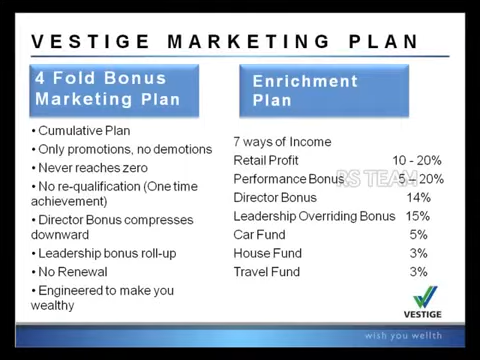 VESTIGE MARKETING PLAN
4 Fold Bonus
Marketing Plan
• Cumulative Plan
• Only promotions, no demotions
• Never reaches zero
• No re-qualification (One time
achievement)
• Director Bonus compresses
downward
• Leadership bonus roll-up
• No Renewal
• Engineered to make you
wealthy
Enrichment
Plan
7 ways of Income
Retail Profit 10 - 20%
Performance Bonus 5 – 20%
RS TEAM
Director Bonus 14%
Leadership Overriding Bonus 15%
Car Fund 5%
House Fund 3%
Travel Fund 3%
VESTIGE
wish you wellth